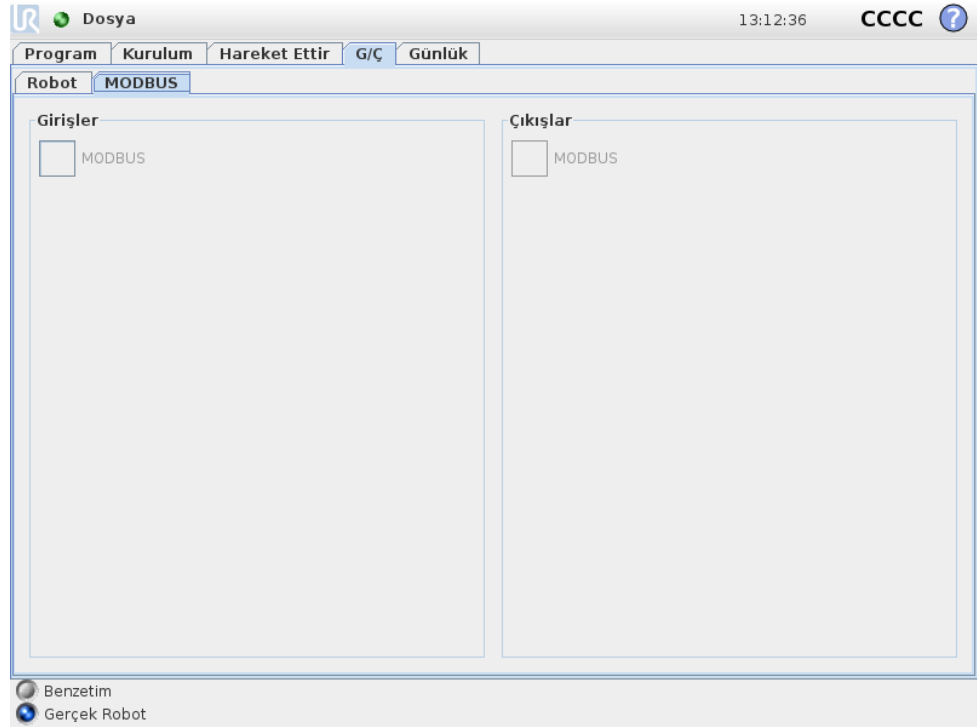 UR Dosya 13:12:36 CCCC ?
Program Kurulum Hareket Ettir G/Ç Günlük
Robot MODBUS
Girişler Çıkışlar
MODBUS MODBUS
Benzetim
Gerçek Robot